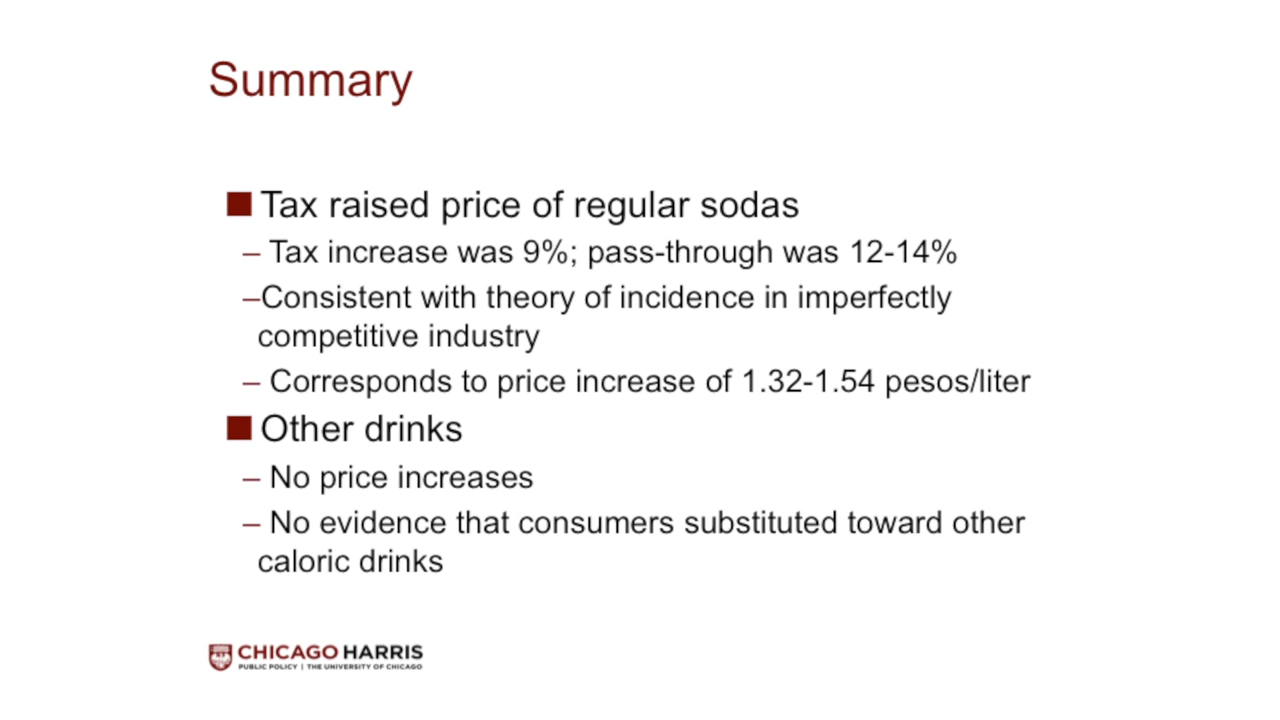 Summary
■ Tax raised price of regular sodas
– Tax increase was 9%; pass-through was 12-14%
–Consistent with theory of incidence in imperfectly
competitive industry
– Corresponds to price increase of 1.32-1.54 pesos/liter
■ Other drinks
– No price increases
– No evidence that consumers substituted toward other
caloric drinks
CHICAGO HARRIS
PUBLIC POLICY | THE UNIVERSITY OF CHICAGO